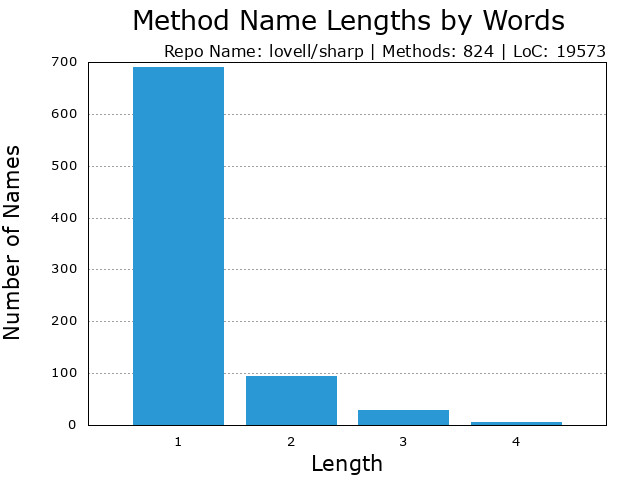 Method Name Lengths by Words
Repo Name: lovell/sharp | Methods: 824 | LoC: 19573
700
600
500
400
300
200
100
0
Number of Names
1 2 3 4
Length